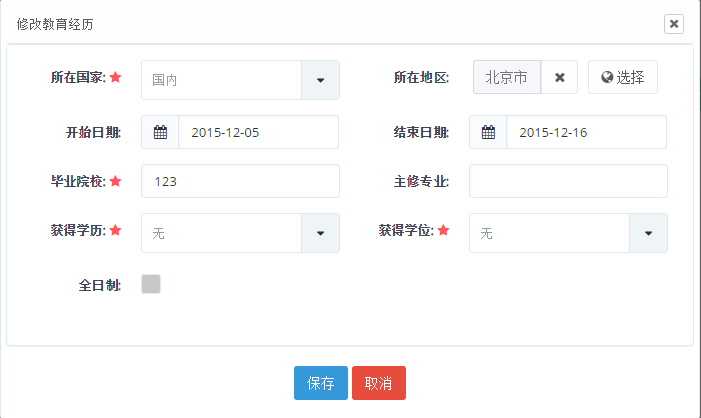 修改教育经历
所在国家: 国内 所在地区: 北京市 选择
开始日期: 2015-12-05 结束日期: 2015-12-16
毕业院校: 123 主修专业:
获得学历: 无 获得学位: 无
全日制:
保存 取消